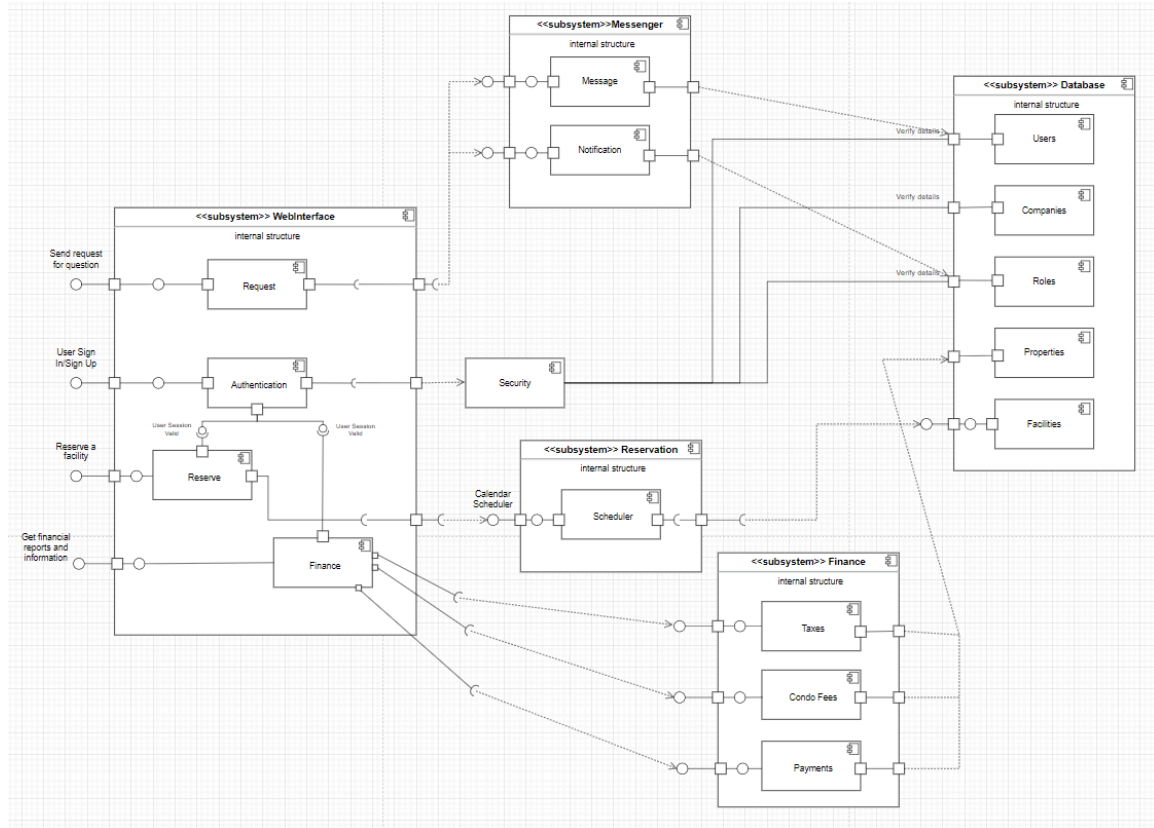 <<subsystem>>Messenger
internal structure
Message
Notification
<<subsystem>> Database
internal structure
Verify details
Users
Verify details
Companies
Verify details
Roles
Properties
Facilities
<<subsystem>> WebInterface
internal structure
Send request
for question
Request
User Sign
In/Sign Up
Authentication
User Session
Valid
User Session
Valid
Reserve a
facility
Reserve
Get financial
reports and
information
Finance
Security
<<subsystem>> Reservation
internal structure
Calendar
Scheduler
Scheduler
<<subsystem>> Finance
internal structure
Taxes
Condo Fees
Payments